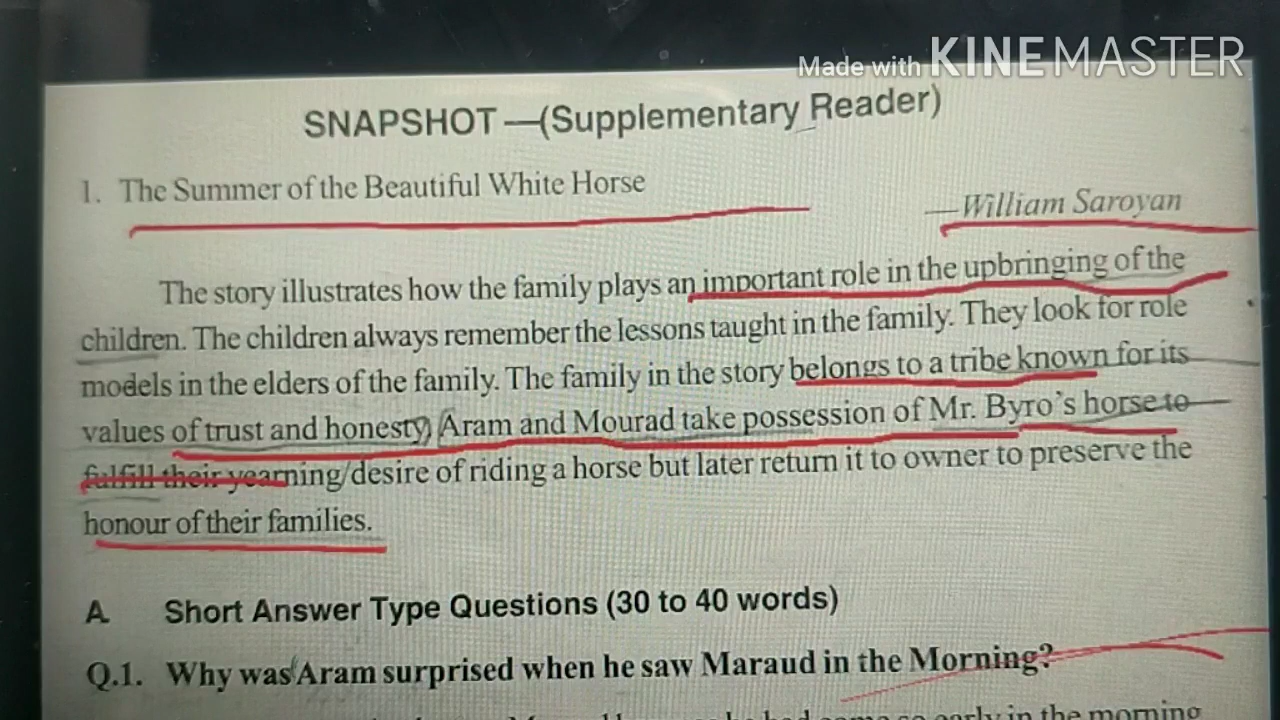 Made with KINEMASTER
SNAPSHOT —(Supplementary Reader)
1. The Summer of the Beautiful White Horse
—William Saroyan
The story illustrates how the family plays an important role in the upbringing of the
children. The children always remember the lessons taught in the family. They look for role
models in the elders of the family. The family in the story belongs to a tribe known for its
values of trust and honesty) Aram and Mourad take possession of Mr. Byro's horse to
fulfill their yearning/desire of riding a horse but later return it to owner to preserve the
honour of their families.
A. Short Answer Type Questions (30 to 40 words)
Q.1. Why was Aram surprised when he saw Maraud in the Morning?
so early in the morning